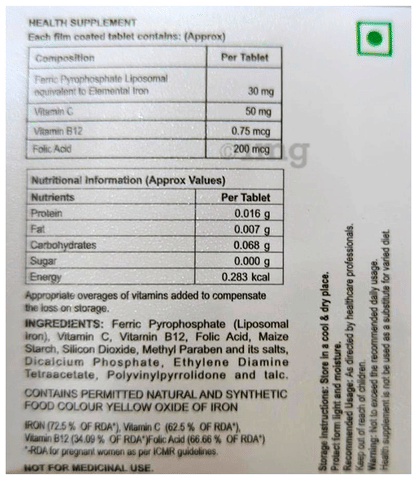 HEALTH SUPPLEMENT
Each film coated tablet contains: (Approx)
Composition Per Tablet
Ferric Pyrophosphate Liposomal
equivalent to Elemental Iron 30 mg
Vitamin C 50 mg
Vitamin B12 0.75 mcg
Folic Acid 200 mcg
Nutritional Information (Approx Values)
Nutrients Per Tablet
Protein 0.016 g
Fat 0.007 g
Carbohydrates 0.068 g
Sugar 0.000 g
Energy 0.283 kcal
Appropriate overages of vitamins added to compensate
the loss on storage.
INGREDIENTS: Ferric Pyrophosphate (Liposomal
Iron), Vitamin C, Vitamin B12, Folic Acid, Maize
Starch, Silicon Dioxide, Methyl Paraben and its salts,
Dicalcium Phosphate, Ethylene Diamine
Tetraacetate, Polyvinylpyrrolidone and talc.
CONTAINS PERMITTED NATURAL AND SYNTHETIC
FOOD COLOUR YELLOW OXIDE OF IRON
IRON (72.5 % OF RDA*), Vitamin C (62.5 % OF RDA*),
Vitamin B12 (34.09 % OF RDA*)Folic Acid (66.66 % OF RDA*)
*-RDA for pregnant women as per ICMR guidelines.
NOT FOR MEDICINAL USE.
Storage Instructions: Store in a cool & dry place.
Protect form light and moisture.
Recommended Usage: As directed by healthcare professionals.
Keep out of reach of children
Warning: Not to exceed the recommended daily usage.
Health supplement is not be used as a substitute for varied diet.